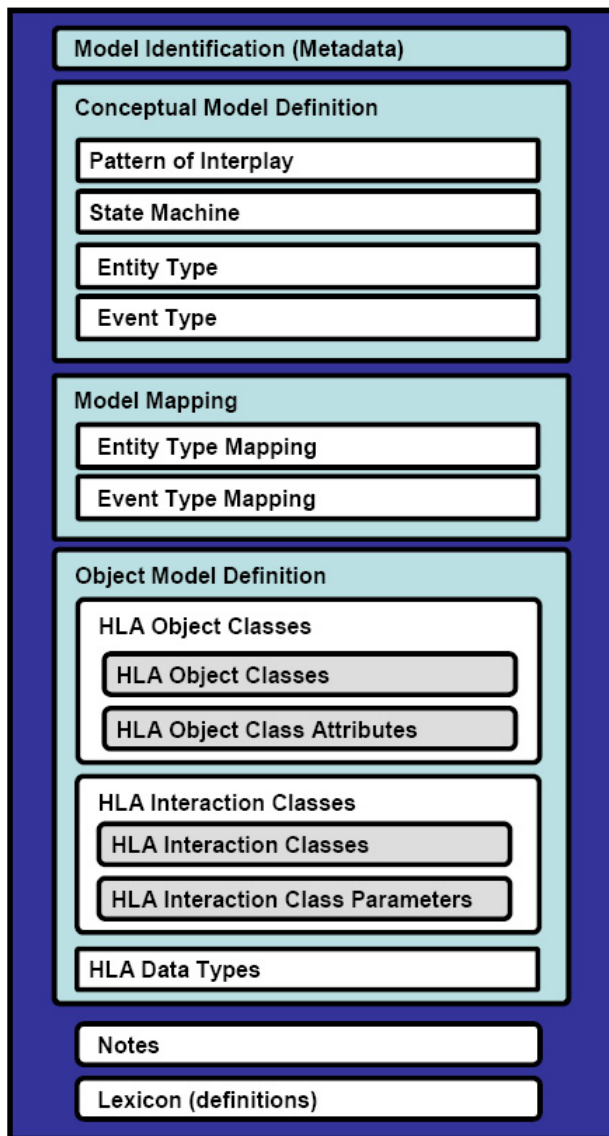 Model Identification (Metadata)
Conceptual Model Definition
Pattern of Interplay
State Machine
Entity Type
Event Type
Model Mapping
Entity Type Mapping
Event Type Mapping
Object Model Definition
HLA Object Classes
HLA Object Classes
HLA Object Class Attributes
HLA Interaction Classes
HLA Interaction Classes
HLA Interaction Class Parameters
HLA Data Types
Notes
Lexicon (definitions)